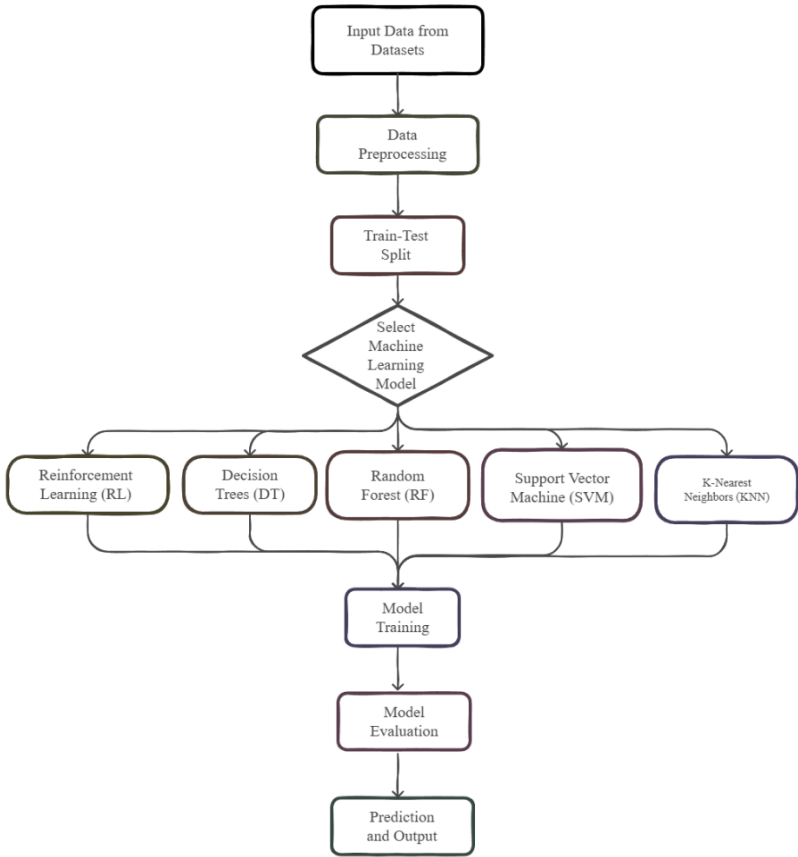 Input Data from
Datasets
Data
Preprocessing
Train-Test
Split
Select
Machine
Learning
Model
Reinforcement
Learning (RL)
Decision
Trees (DT)
Random
Forest (RF)
Support Vector
Machine (SVM)
K-Nearest
Neighbors (KNN)
Model
Training
Model
Evaluation
Prediction
and Output